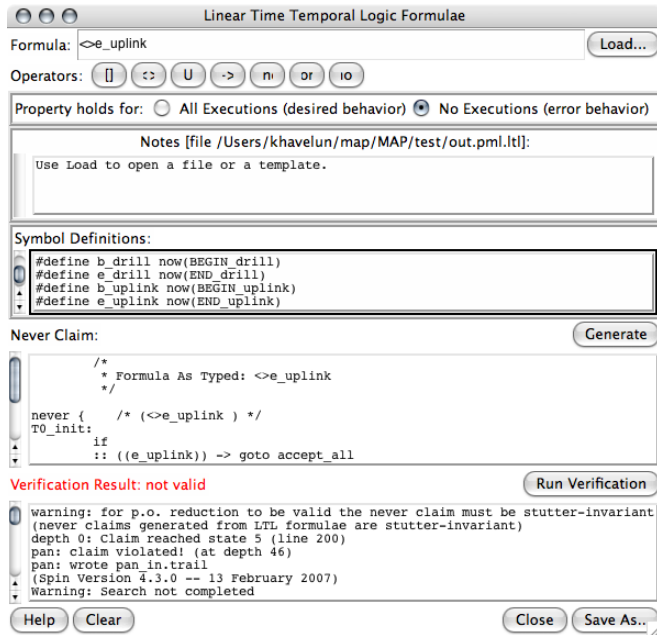 Linear Time Temporal Logic Formulae
Formula: <>e_uplink Load...
Operators: [] <> U -> or
Property holds for: All Executions (desired behavior) No Executions (error behavior)
Notes [file /Users/khavelun/map/MAP/test/out.pml.ltl]:
Use Load to open a file or a template.
Symbol Definitions:
#define b_drill now(BEGIN_drill)
#define e_drill now(END_drill)
#define b_uplink now(BEGIN_uplink)
#define e_uplink now(END_uplink)
Never Claim: Generate
/*
* Formula As Typed: <>e_uplink
*/
never { /* (<>e_uplink ) */
T0_init:
if
:: ((e_uplink)) -> goto accept_all
Verification Result: not valid Run Verification
warning: for p.o. reduction to be valid the never claim must be stutter-invariant
(never claims generated from LTL formulae are stutter-invariant)
depth 0: Claim reached state 5 (line 200)
pan: claim violated! (at depth 46)
pan: wrote pan_in.trail
(Spin Version 4.3.0 -- 13 February 2007)
Warning: Search not completed
Help Clear Close Save As..